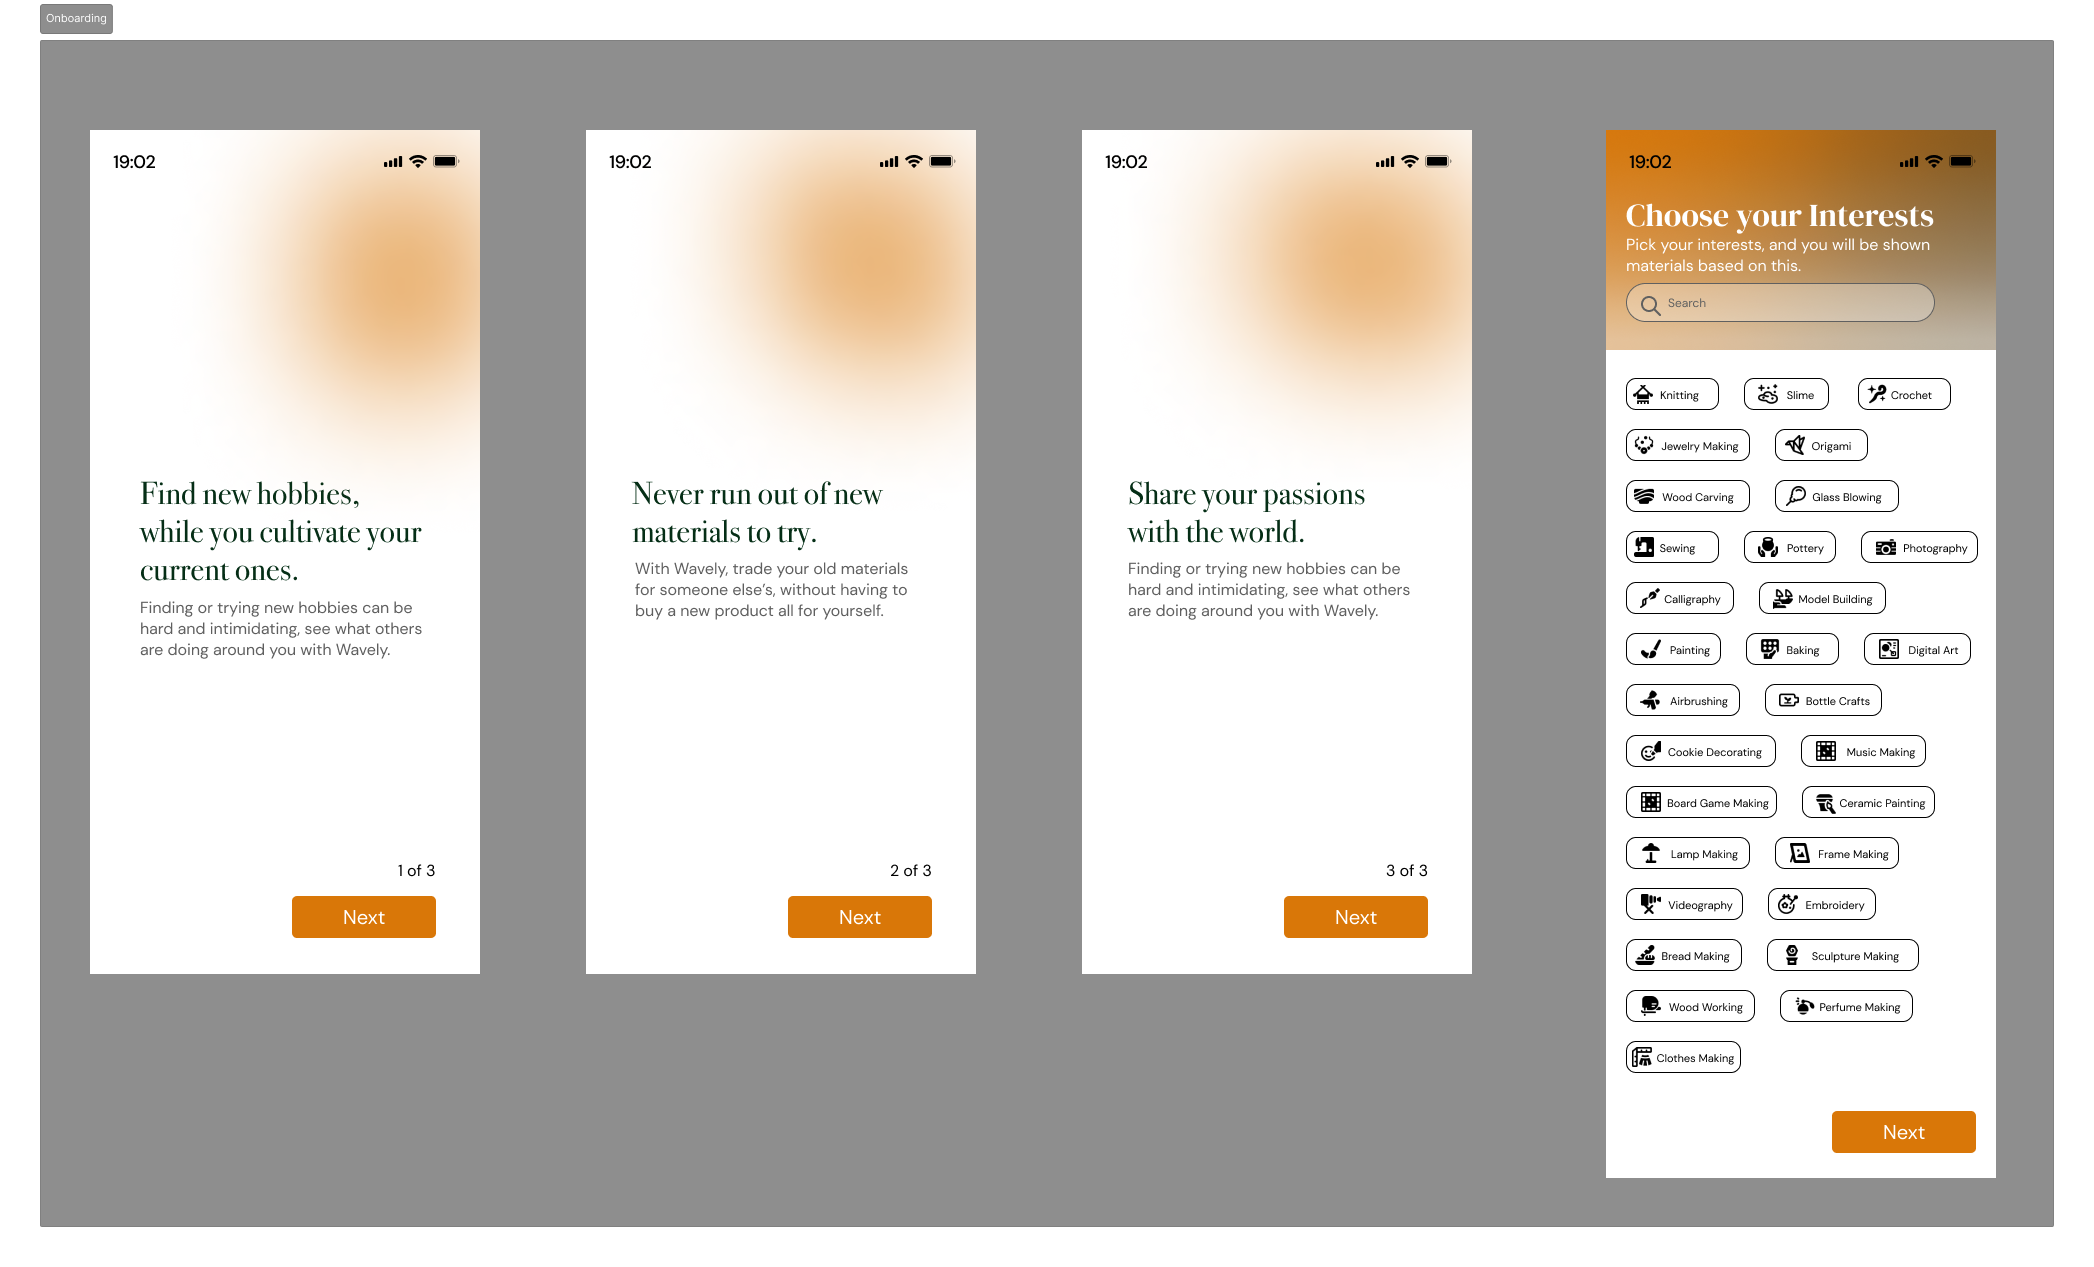 Onboarding
19:02
Find new hobbies,
while you cultivate your
current ones.
Finding or trying new hobbies can be
hard and intimidating, see what others
are doing around you with Wavely.
1 of 3
Next
19:02
Never run out of new
materials to try.
With Wavely, trade your old materials
for someone else’s, without having to
buy a new product all for yourself.
2 of 3
Next
19:02
Share your passions
with the world.
Finding or trying new hobbies can be
hard and intimidating, see what others
are doing around you with Wavely.
3 of 3
Next
19:02
Choose your Interests
Pick your interests, and you will be shown
materials based on this.
Search
Knitting Slime Crochet
Jewelry Making Origami
Wood Carving Glass Blowing
Sewing Pottery Photography
Calligraphy Model Building
Painting Baking Digital Art
Airbrushing Bottle Crafts
Cookie Decorating Music Making
Board Game Making Ceramic Painting
Lamp Making Frame Making
Videography Embroidery
Bread Making Sculpture Making
Wood Working Perfume Making
Clothes Making
Next